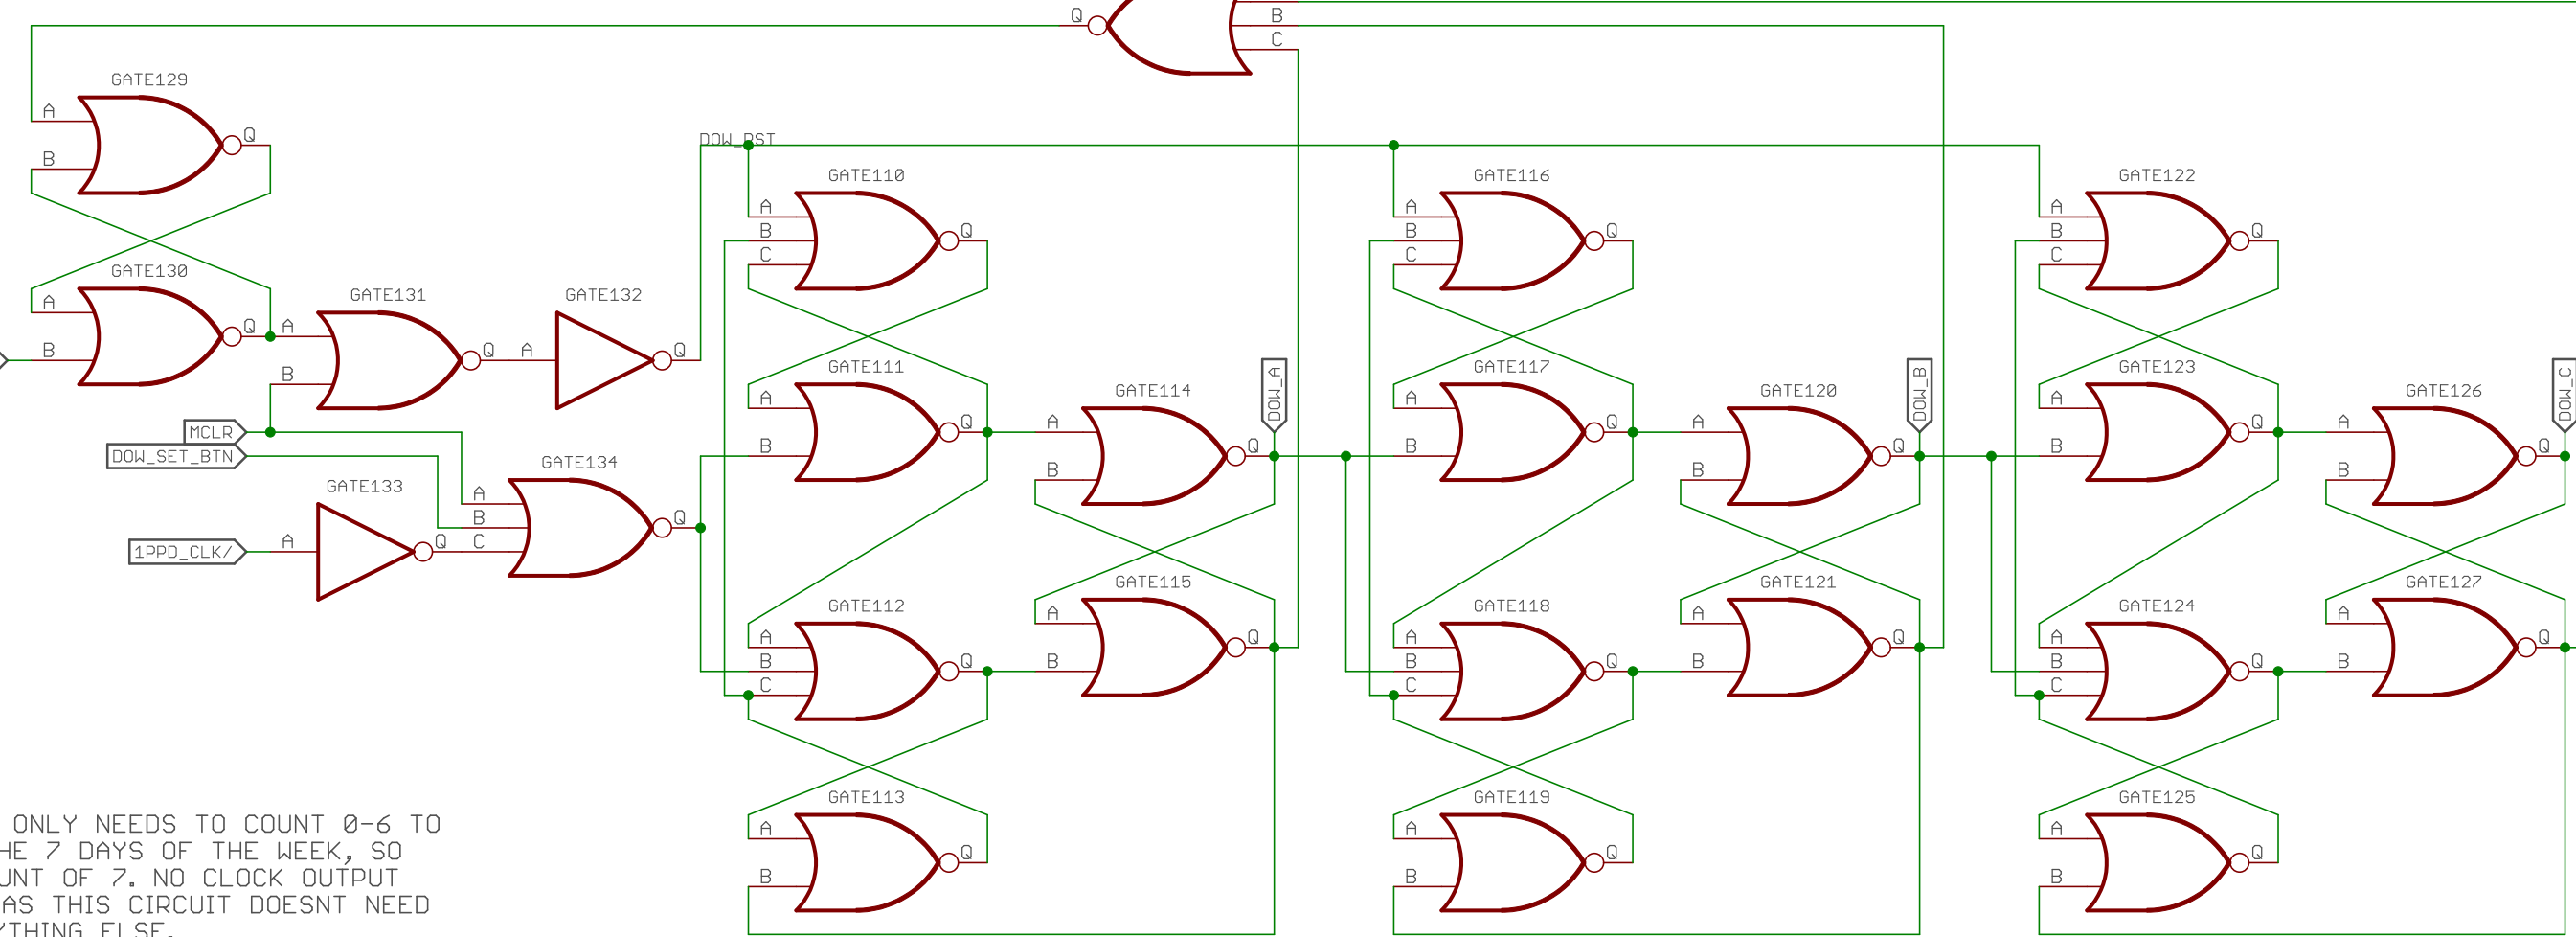 Q B
C
GATE129
A
Q
B
DOW_RST
GATE110 GATE116 GATE122
A A A
B Q B Q B Q
C C C
GATE130 GATE131 GATE132
A
Q A Q A Q
B B
GATE111 GATE117 GATE123
GATE114 GATE120 GATE126
DOW_A DOW_B DOW_C
A Q A A Q A A Q A
B Q B Q B Q
B B B
MCLR
DOW_SET_BTN
GATE133 GATE134
A
B Q
1PPD_CLK/ A Q C
GATE112 GATE115 GATE118 GATE121 GATE124 GATE127
A A A A A A
Q Q Q
B Q B B Q B B Q B
C C C
GATE113 GATE119 GATE125
A A A
Q Q Q
B B B
ONLY NEEDS TO COUNT 0-6 TO
7 DAYS OF THE WEEK, SO
OF 7. NO CLOCK OUTPUT
AS THIS CIRCUIT DOESNT NEED
ELSE.